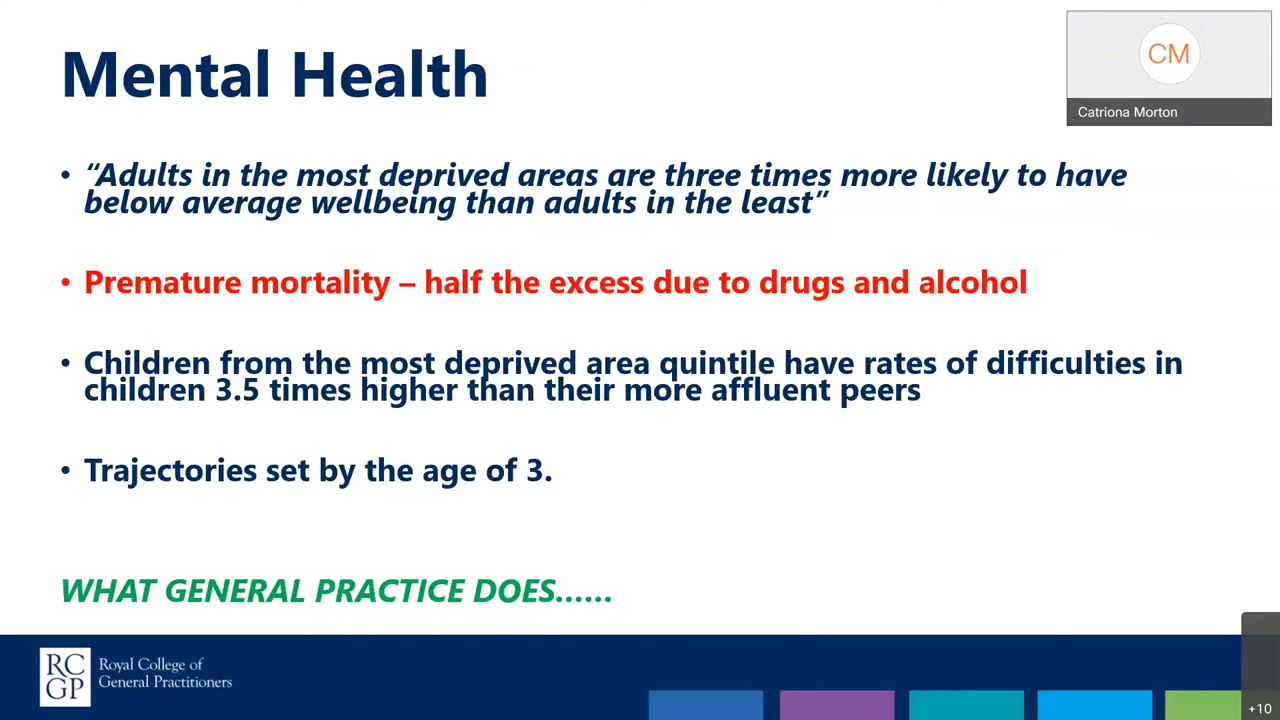 Mental Health
CM
Catriona Morton
• “Adults in the most deprived areas are three times more likely to have
below average wellbeing than adults in the least”
• Premature mortality – half the excess due to drugs and alcohol
• Children from the most deprived area quintile have rates of difficulties in
children 3.5 times higher than their more affluent peers
• Trajectories set by the age of 3.
WHAT GENERAL PRACTICE DOES……
RC
GP
Royal College of
General Practitioners
+10